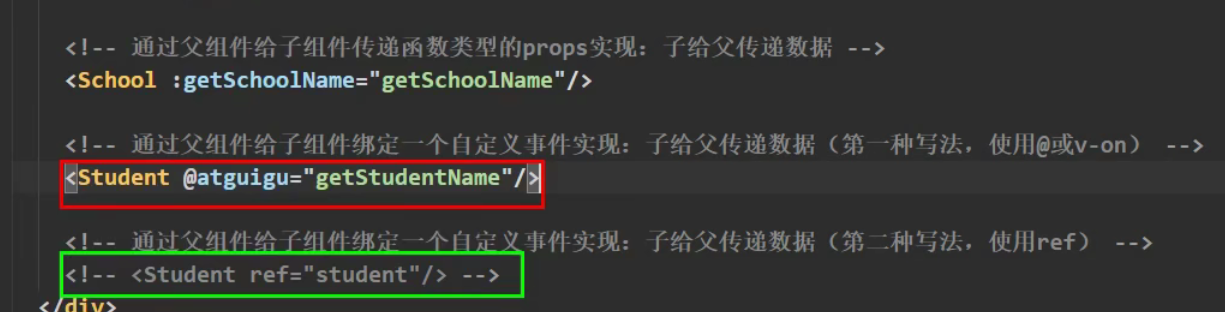 <!-- 通过父组件给子组件传递函数类型的props实现：子给父传递数据 -->
<School :getSchoolName="getSchoolName"/>
<!-- 通过父组件给子组件绑定一个自定义事件实现：子给父传递数据（第一种写法，使用@或v-on） -->
<Student @atguigu="getStudentName"/>
<!-- 通过父组件给子组件绑定一个自定义事件实现：子给父传递数据（第二种写法，使用ref） -->
<!-- <Student ref="student"/> -->
</div>